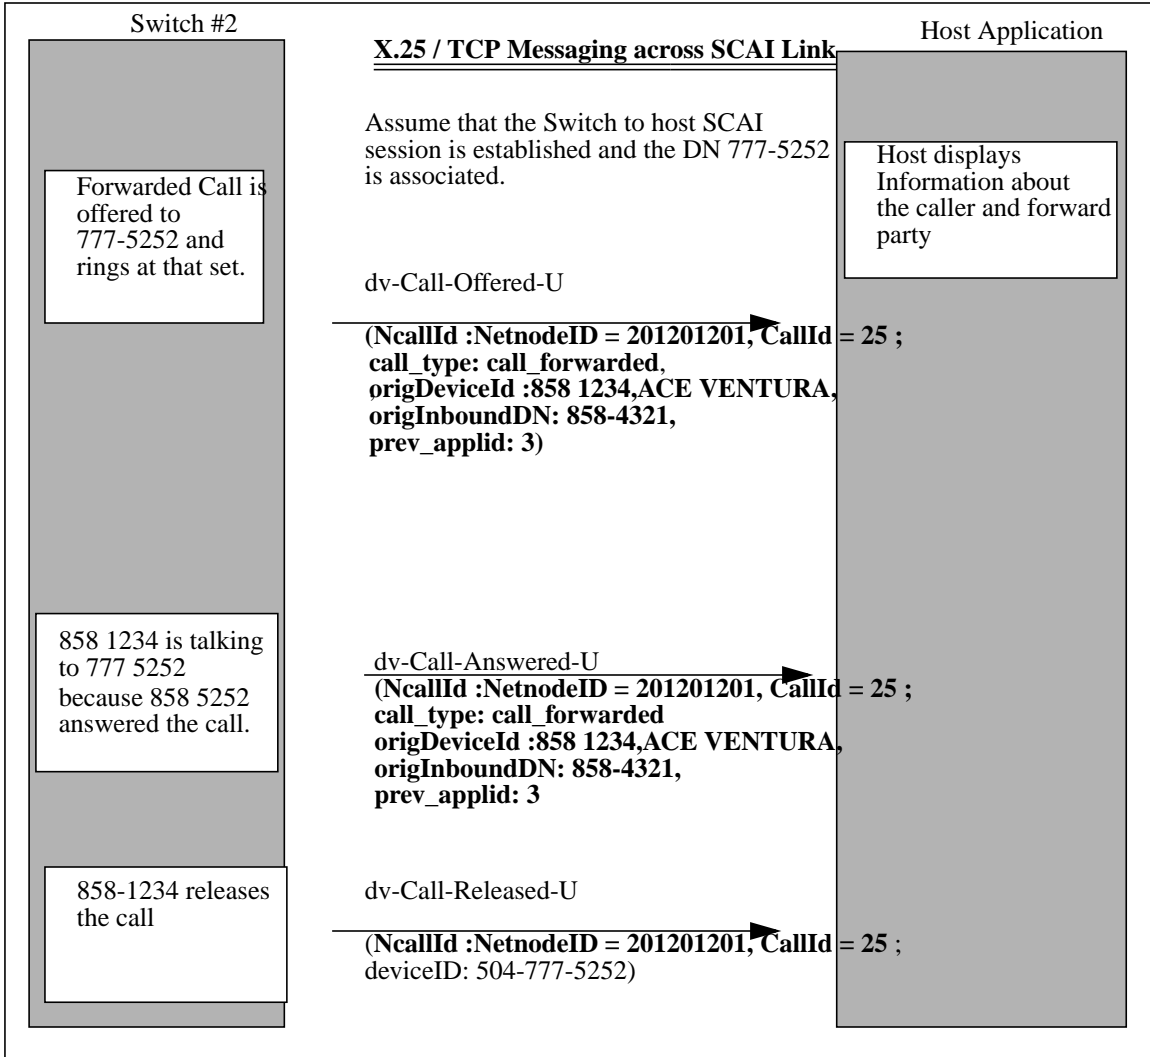 Switch #2
Host Application
X.25 / TCP Messaging across SCAI Link
Assume that the Switch to host SCAI
session is established and the DN 777-5252
is associated.
Host displays
Information about
the caller and forward
party
Forwarded Call is
offered to
777-5252 and
rings at that set.
dv-Call-Offered-U
(NcallId :NetnodeID = 201201201, CallId = 25 ;
call_type: call_forwarded,
origDeviceId :858 1234,ACE VENTURA,
,
origInboundDN: 858-4321,
prev_applid: 3)
858 1234 is talking
to 777 5252
because 858 5252
answered the call.
dv-Call-Answered-U
(NcallId :NetnodeID = 201201201, CallId = 25 ;
call_type: call_forwarded
origDeviceId :858 1234,ACE VENTURA,
origInboundDN: 858-4321,
prev_applid: 3
858-1234 releases
the call
dv-Call-Released-U
(NcallId :NetnodeID = 201201201, CallId = 25 ;
deviceID: 504-777-5252)